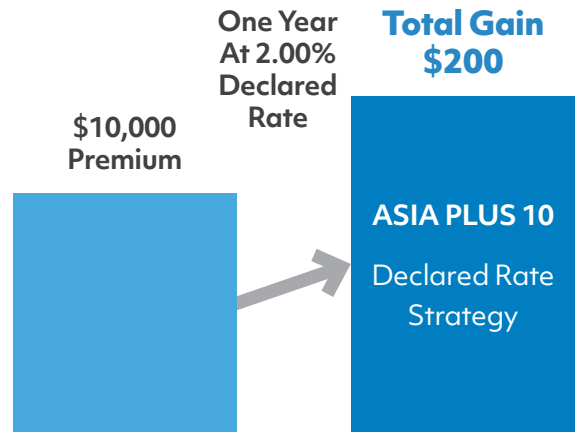 $10,000
Premium
One Year
At 2.00%
Declared
Rate
Total Gain
$200
ASIA PLUS 10
Declared Rate
Strategy